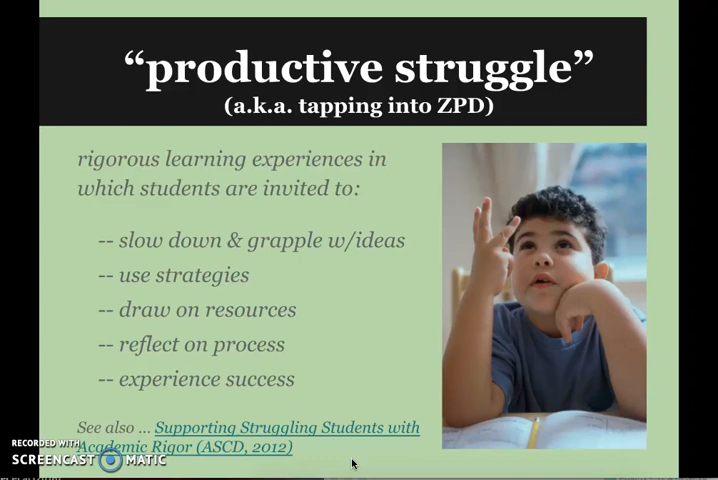 “productive struggle”
(a.k.a. tapping into ZPD)
rigorous learning experiences in
which students are invited to:
-- slow down & grapple w/ideas
-- use strategies
-- draw on resources
-- reflect on process
-- experience success
See also ... Supporting Struggling Students with
Academic Rigor (ASCD, 2012)
RECORDED WITH
SCREENCAST MATIC